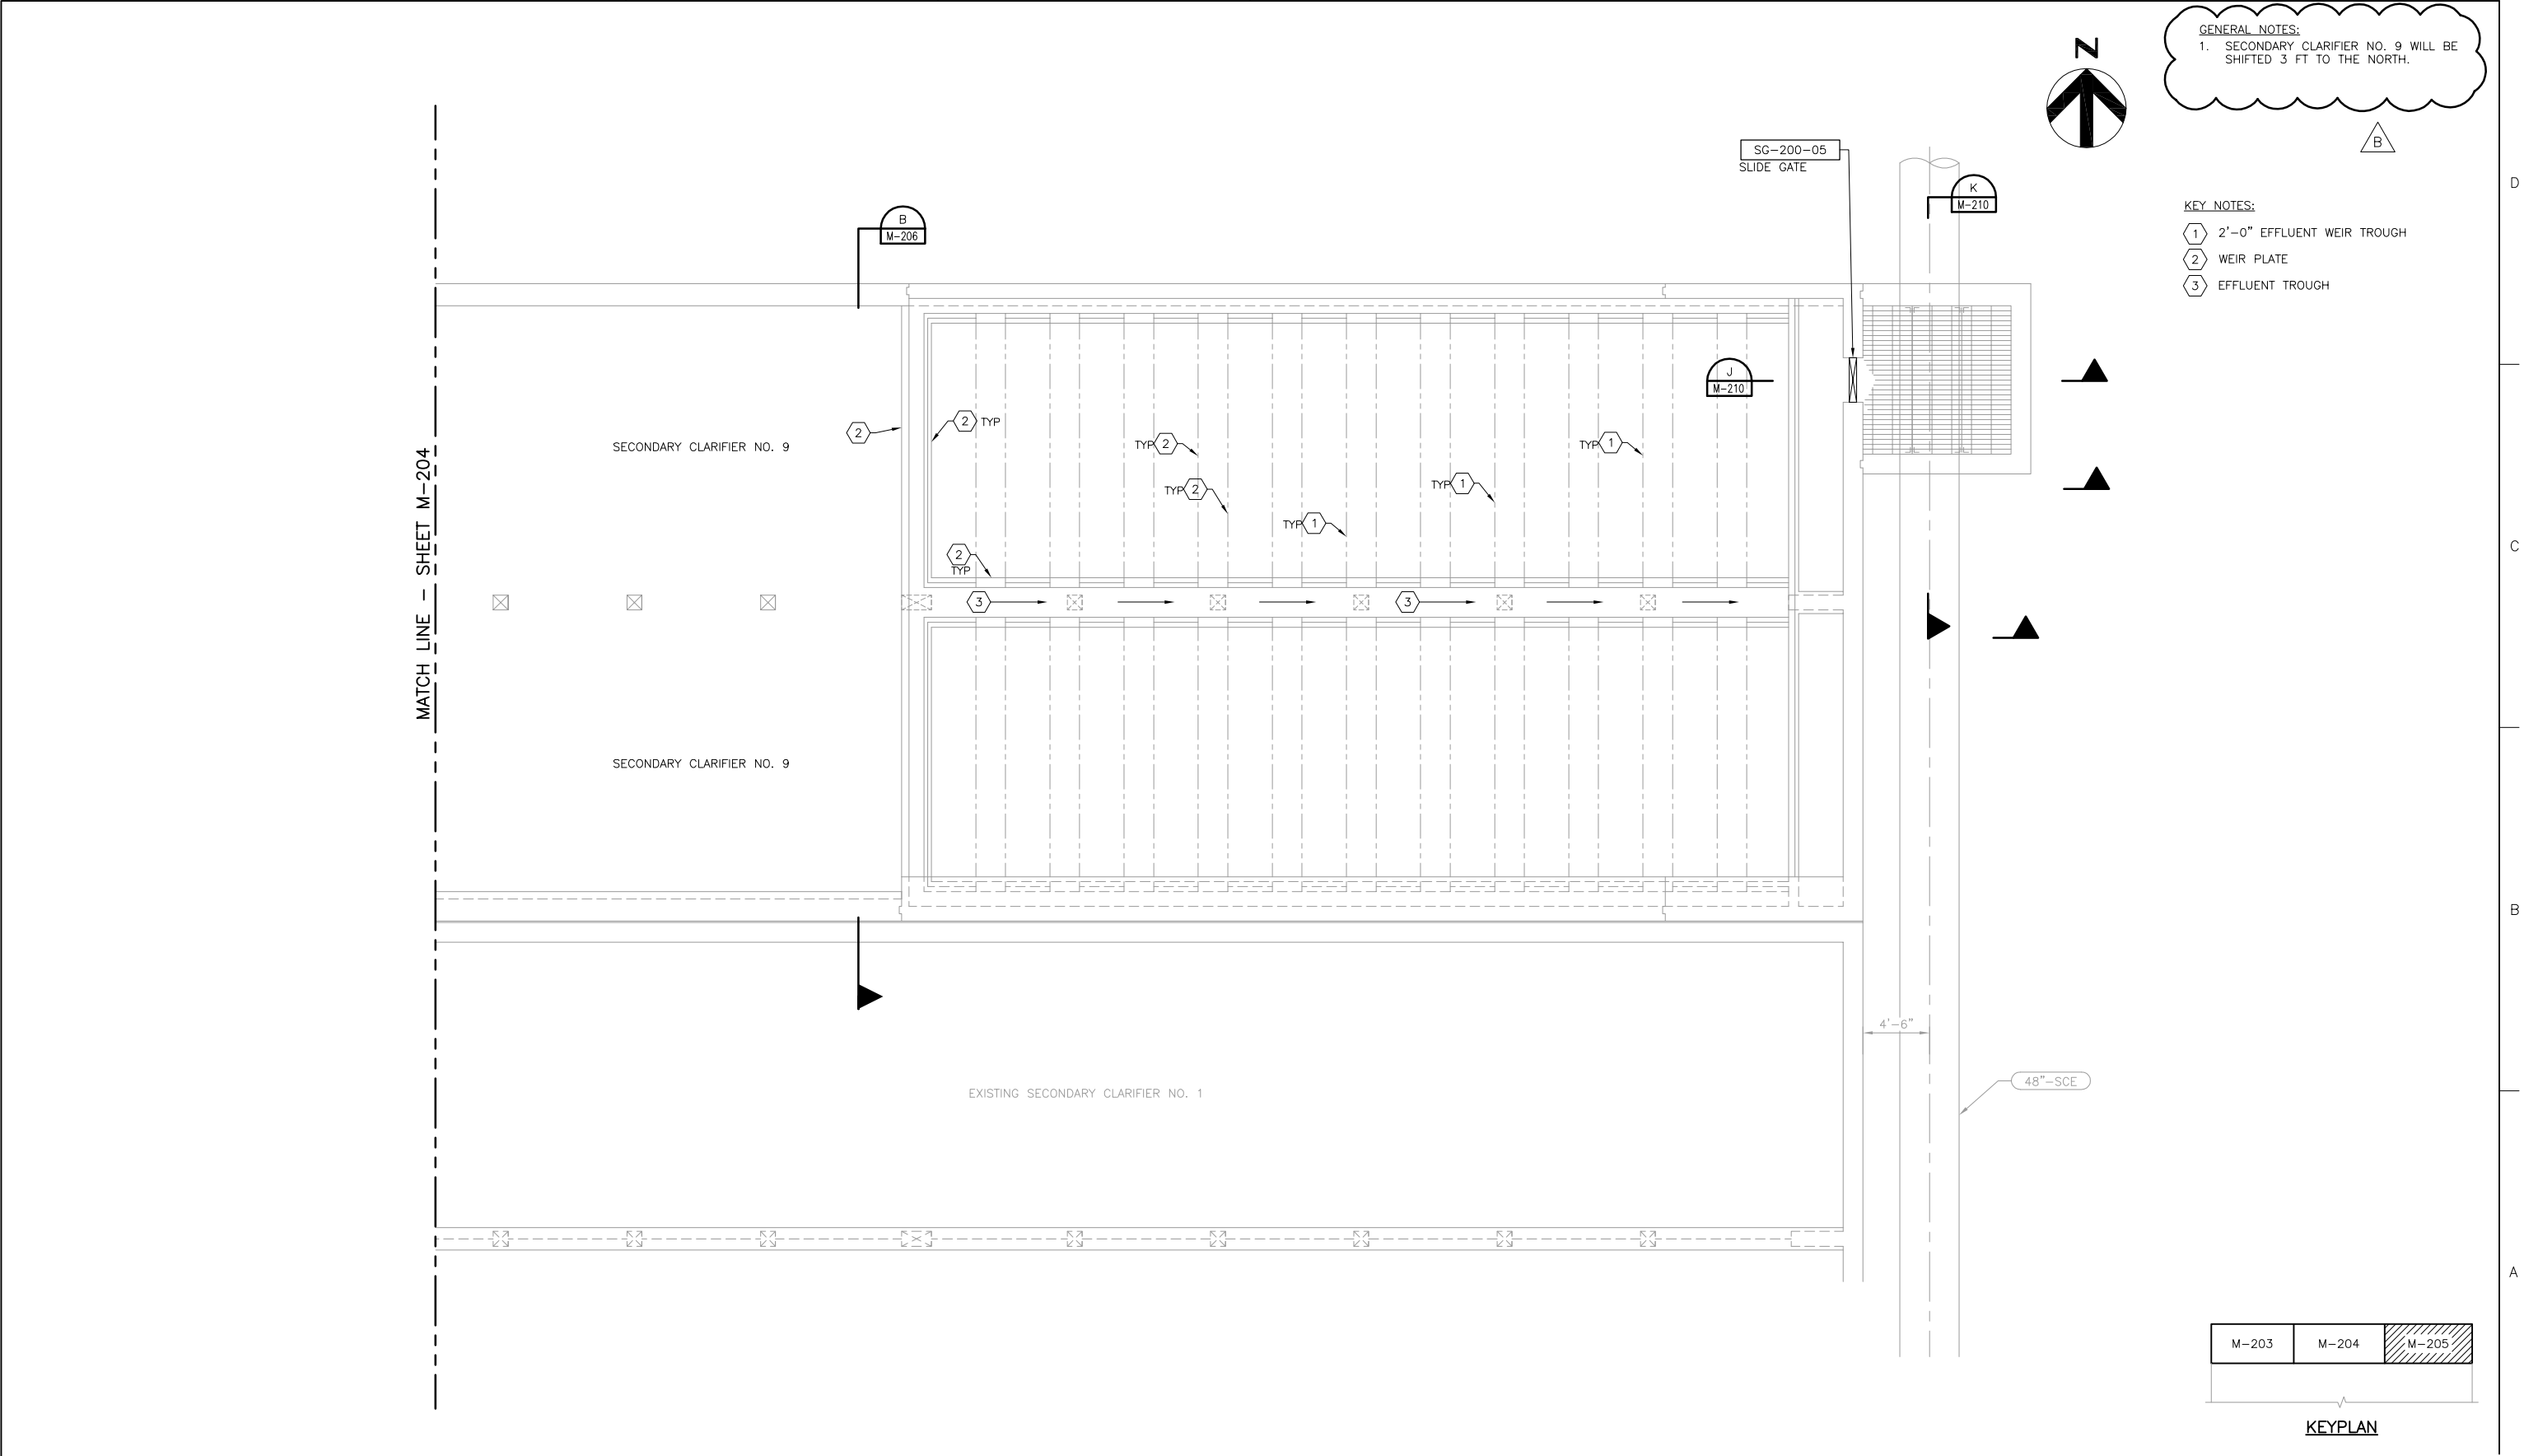 GENERAL NOTES:
1. SECONDARY CLARIFIER NO. 9 WILL BE
SHIFTED 3 FT TO THE NORTH.
N
B
SG-200-05
SLIDE GATE
K
M-210
D
KEY NOTES:
1 2'-0" EFFLUENT WEIR TROUGH
2 WEIR PLATE
3 EFFLUENT TROUGH
B
M-206
J
M-210
2
2 TYP
TYP 2
TYP 1
SECONDARY CLARIFIER NO. 9
TYP 2
TYP 1
TYP 1
2
TYP
MATCH LINE - SHEET M-204
C
3
3
SECONDARY CLARIFIER NO. 9
B
4'-6"
48"-SCE
EXISTING SECONDARY CLARIFIER NO. 1
A
M-203
M-204
M-205
KEYPLAN